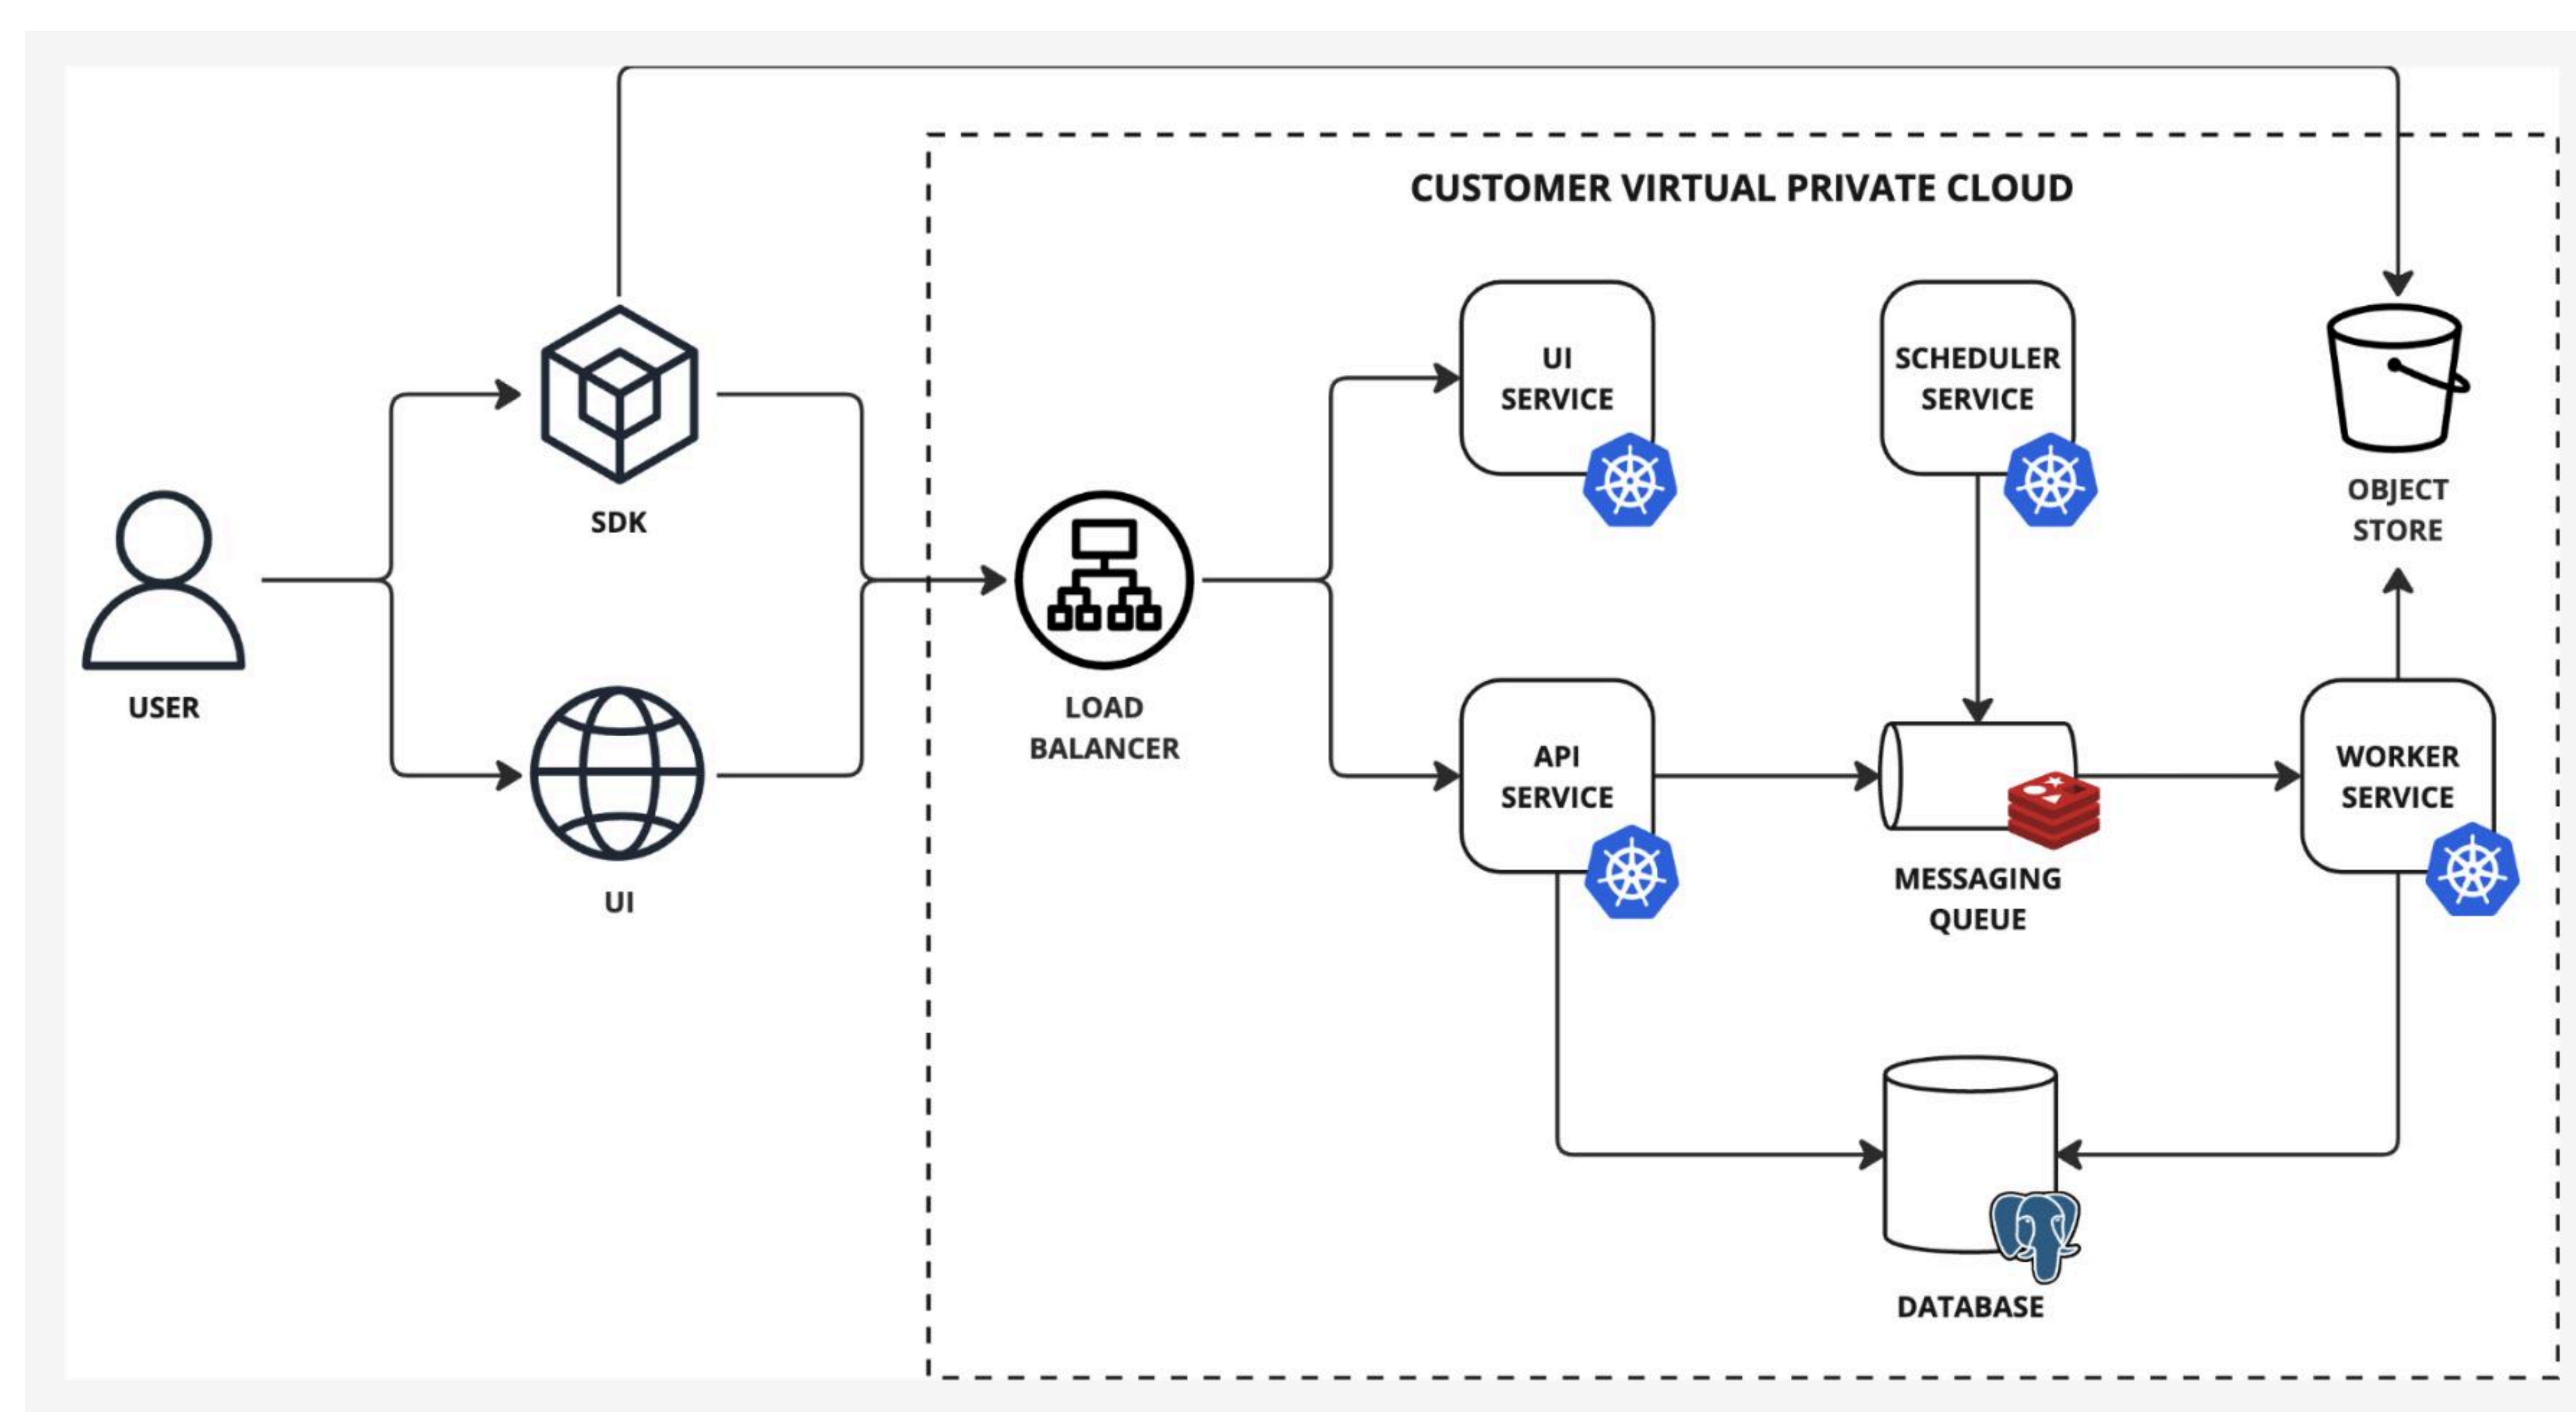 CUSTOMER VIRTUAL PRIVATE CLOUD
UI
SERVICE
SCHEDULER
SERVICE
OBJECT
STORE
SDK
USER
LOAD
BALANCER
API
SERVICE
WORKER
SERVICE
MESSAGING
QUEUE
UI
DATABASE